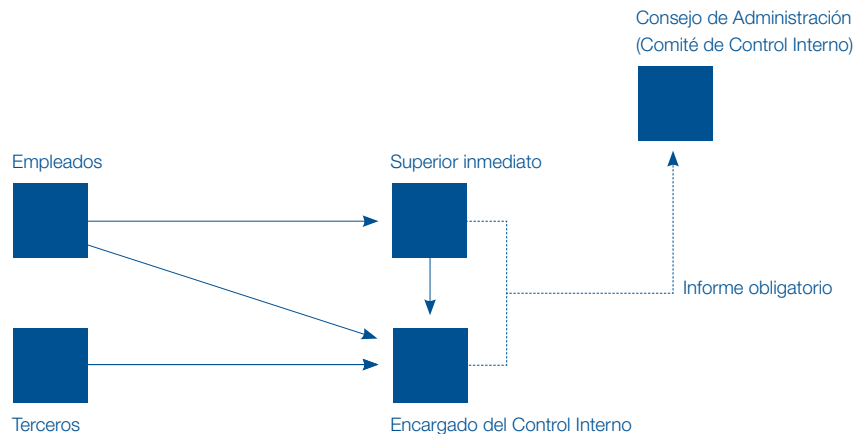 Consejo de Administración
(Comité de Control Interno)
Empleados
Superior inmediato
Informe obligatorio
Terceros
Encargado del Control Interno